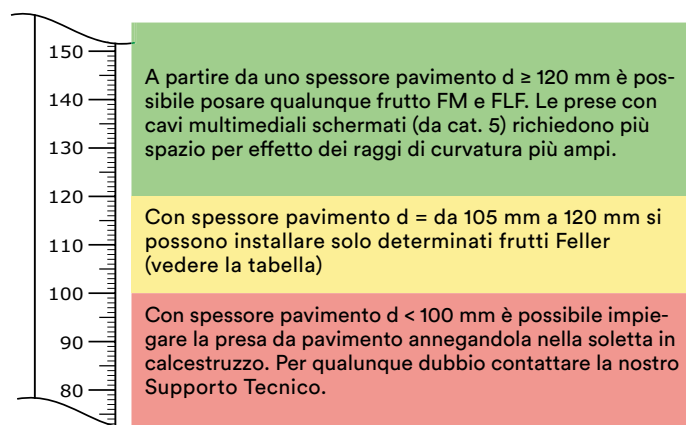 150
140
130
120
110
100
90
80
A partire da uno spessore pavimento d ≥ 120 mm è pos-
sibile posare qualunque frutto FM e FLF. Le prese con
cavi multimediali schermati (da cat. 5) richiedono più
spazio per effetto dei raggi di curvatura più ampi.
Con spessore pavimento d = da 105 mm a 120 mm si
possono installare solo determinati frutti Feller
(vedere la tabella)
Con spessore pavimento d < 100 mm è possibile impie-
gare la presa da pavimento annegandola nella soletta in
calcestruzzo. Per qualunque dubbio contattare la nostro
Supporto Tecnico.